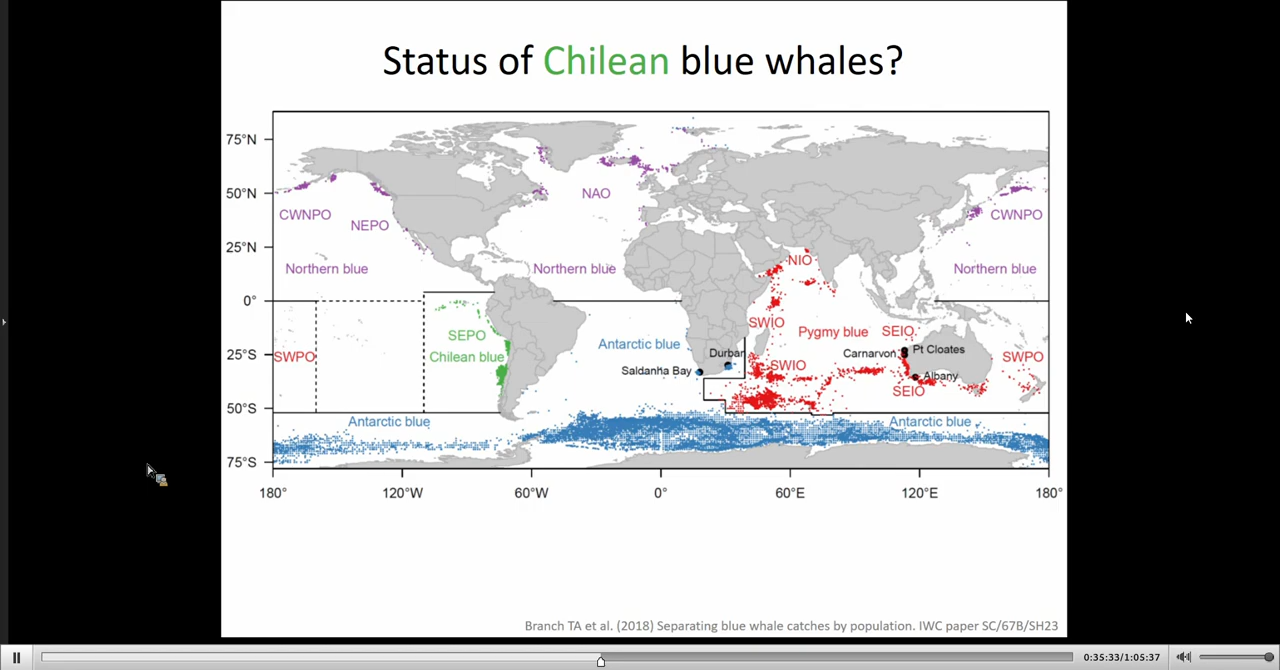 Status of Chilean blue whales?
75°N
50°N
25°N
0°
25°S
50°S
75°S
180°
120°W
60°W
0°
60°E
120°E
180°
CWNPO
NEPO
NAO
CWNPO
Northern blue
Northern blue
Northern blue
NIO
SWIO
Pygmy blue
SEIO
SEPO
Chilean blue
SWPO
Antarctic blue
Durban
Saldanha Bay
SWIO
Carnarvon
Pt Cloates
Albany
SEIO
SWPO
Antarctic blue
Antarctic blue
Branch TA et al. (2018) Separating blue whale catches by population. IWC paper SC/67B/SH23
0:35:33/1:05:37